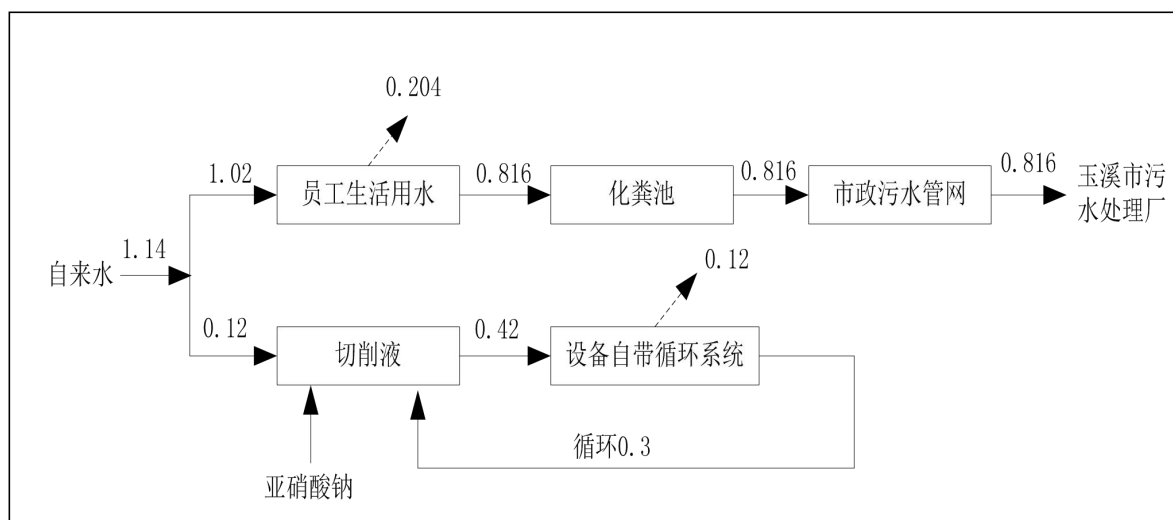 0.204
1.02
员工生活用水
0.816
化粪池
0.816
市政污水管网
0.816
玉溪市污
水处理厂
自来水
1.14
0.12
0.12
切削液
0.42
设备自带循环系统
循环0.3
亚硝酸钠